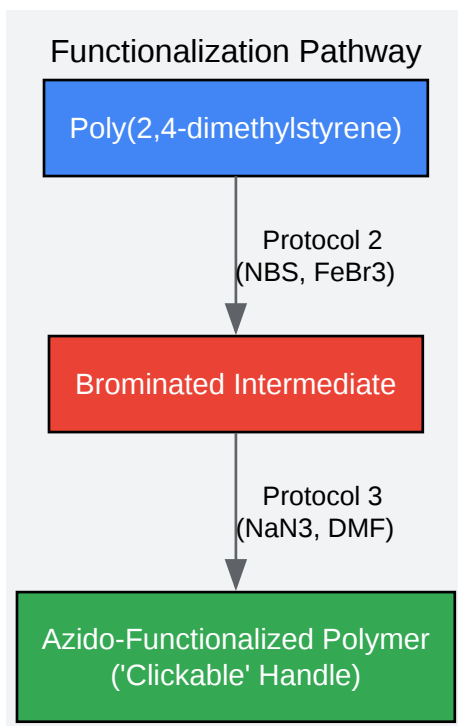 Functionalization Pathway
Poly(2,4-dimethylstyrene)
Protocol 2
(NBS, FeBr3)
Brominated Intermediate
Protocol 3
(NaN3, DMF)
Azido-Functionalized Polymer
('Clickable' Handle)